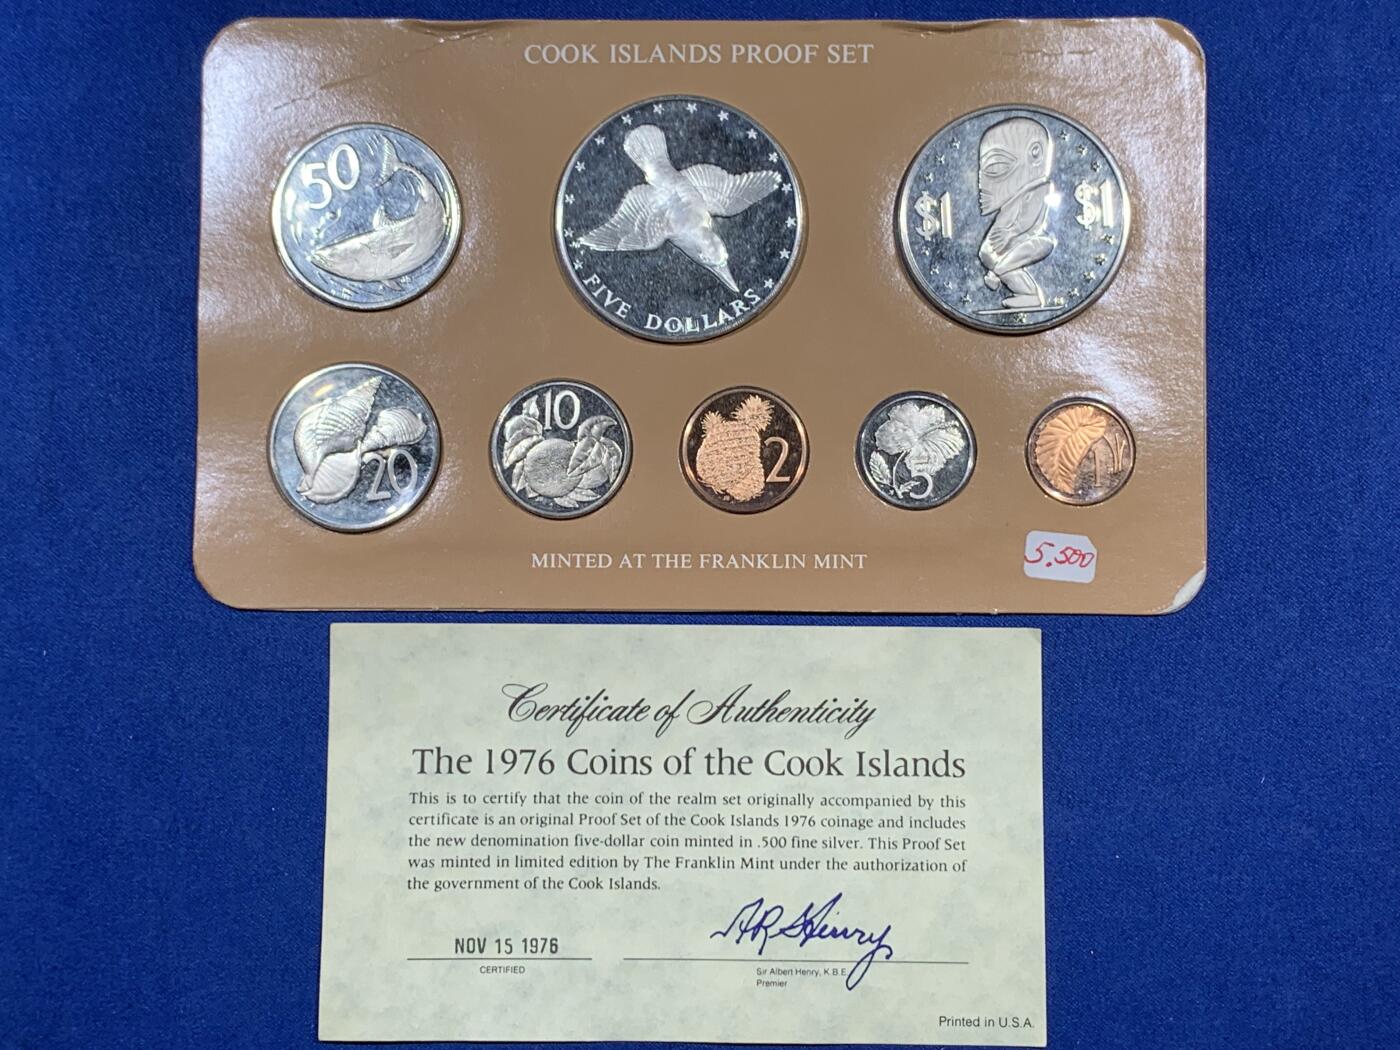 COOK ISLANDS PROOF SET
50
FIVE DOLLARS
$1 $1
20
10
2
5
1
MINTED AT THE FRANKLIN MINT
5.500
Certificate of Authenticity
The 1976 Coins of the Cook Islands
This is to certify that the coin of the realm set originally accompanied by this
certificate is an original Proof Set of the Cook Islands 1976 coinage and includes
the new denomination five-dollar coin minted in .500 fine silver. This Proof Set
was minted in limited edition by The Franklin Mint under the authorization of
the government of the Cook Islands.
NOV 15 1976
CERTIFIED
Sir Albert Henry, K.B.E.
Premier
Printed in U.S.A.